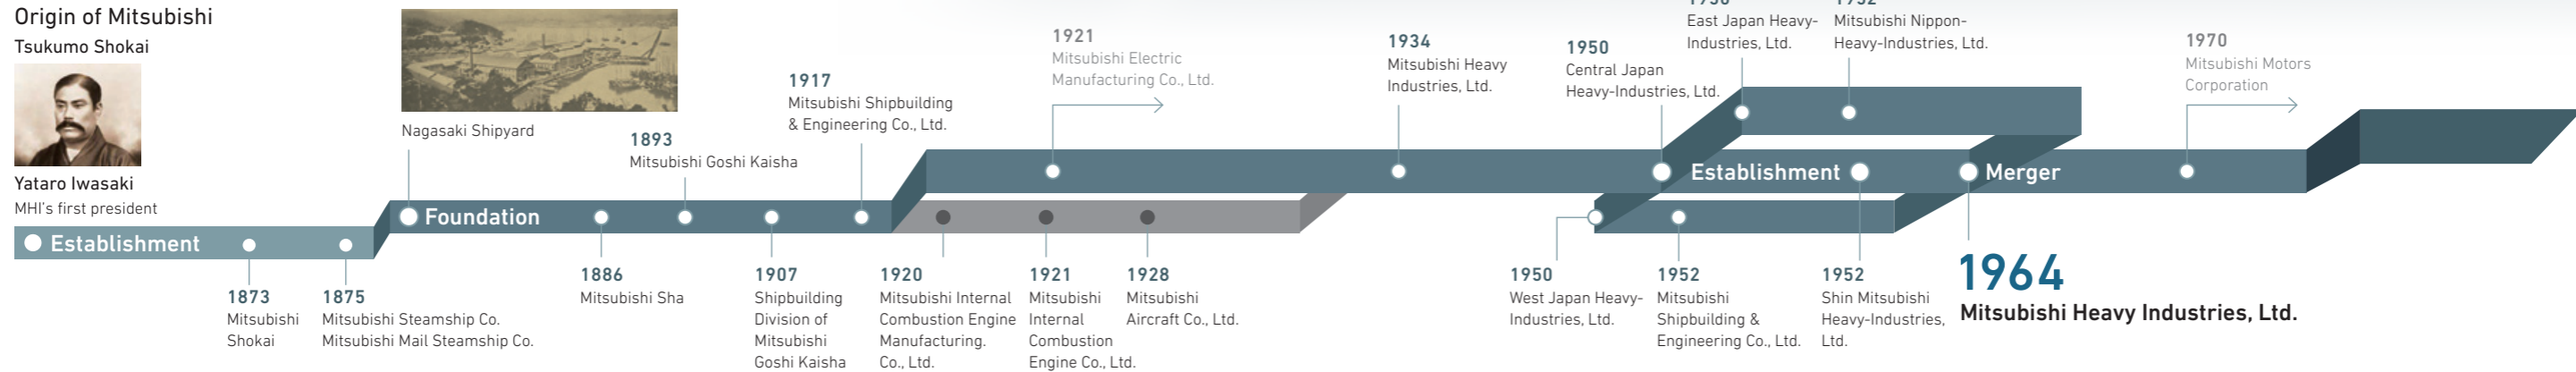 Origin of Mitsubishi
Tsukumo Shokai
Yataro Iwasaki
MHI's first president
Establishment
1873
Mitsubishi
Shokai
1875
Mitsubishi Steamship Co.
Mitsubishi Mail Steamship Co.
Nagasaki Shipyard
Foundation
1886
Mitsubishi Sha
1893
Mitsubishi Goshi Kaisha
1907
Shipbuilding
Division of
Mitsubishi
Goshi Kaisha
1917
Mitsubishi Shipbuilding
& Engineering Co., Ltd.
1920
Mitsubishi Internal
Combustion Engine
Manufacturing.
Co., Ltd.
1921
Mitsubishi Electric
Manufacturing Co., Ltd.
1921
Mitsubishi
Internal
Combustion
Engine Co., Ltd.
1928
Mitsubishi
Aircraft Co., Ltd.
1934
Mitsubishi Heavy
Industries, Ltd.
1950
Central Japan
Heavy-Industries, Ltd.
East Japan Heavy-
Industries, Ltd.
Mitsubishi Nippon-
Heavy-Industries, Ltd.
Establishment
1950
West Japan Heavy-
Industries, Ltd.
1952
Mitsubishi
Shipbuilding &
Engineering Co., Ltd.
1952
Shin Mitsubishi
Heavy-Industries,
Ltd.
Merger
1964
Mitsubishi Heavy Industries, Ltd.
1970
Mitsubishi Motors
Corporation